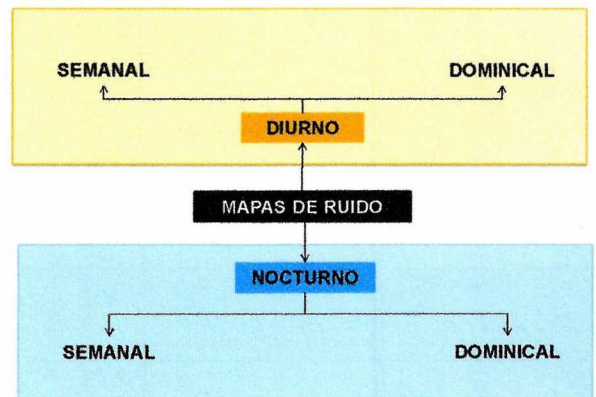 SEMANAL DOMINICAL
DIURNO
MAPAS DE RUIDO
NOCTURNO
SEMANAL DOMINICAL